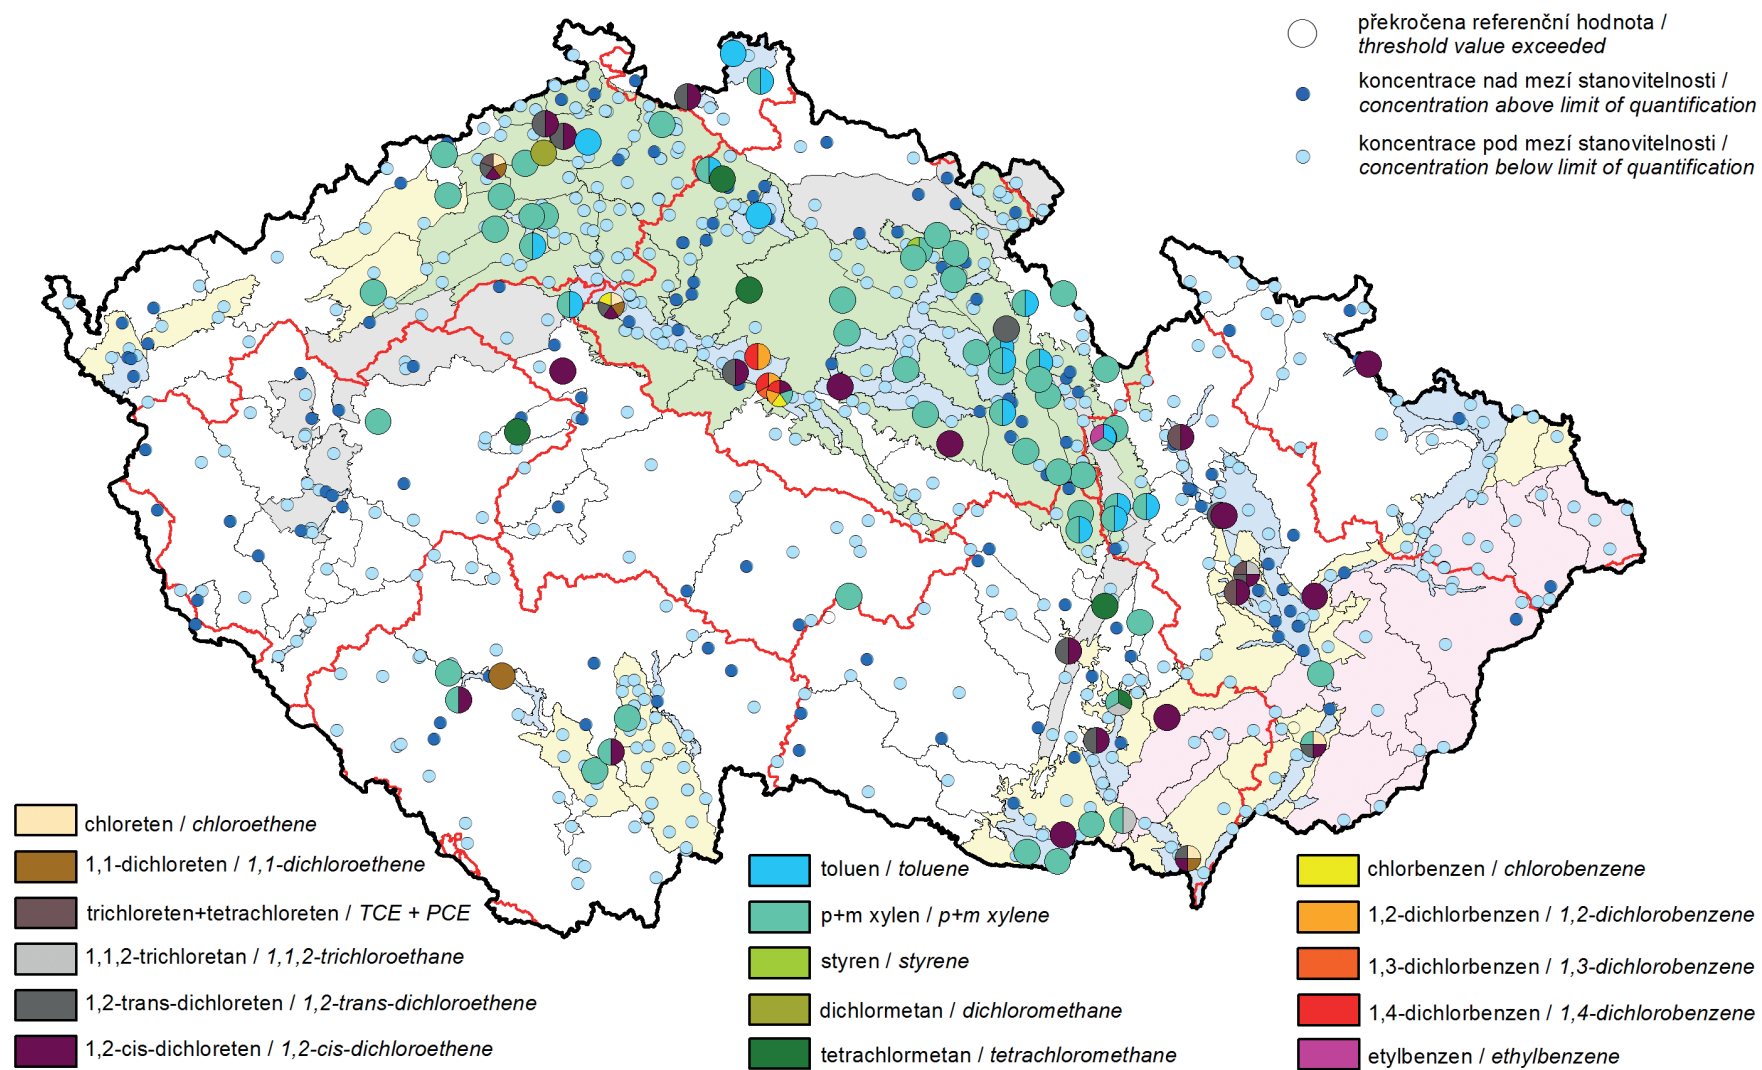 překročena referenční hodnota /
threshold value exceeded
koncentrace nad mezí stanovitelnosti /
concentration above limit of quantification
koncentrace pod mezí stanovitelnosti /
concentration below limit of quantification
chloreten / chloroethene
1,1-dichloreten / 1,1-dichloroethene
trichloreten+tetrachloreten / TCE + PCE
1,1,2-trichloretan / 1,1,2-trichloroethane
1,2-trans-dichloreten / 1,2-trans-dichloroethene
1,2-cis-dichloreten / 1,2-cis-dichloroethene
toluen / toluene
p+m xylen / p+m xylene
styren / styrene
dichlormetan / dichloromethane
tetrachlormetan / tetrachloromethane
chlorbenzen / chlorobenzene
1,2-dichlorbenzen / 1,2-dichlorobenzene
1,3-dichlorbenzen / 1,3-dichlorobenzene
1,4-dichlorbenzen / 1,4-dichlorobenzene
etylbenzen / ethylbenzene